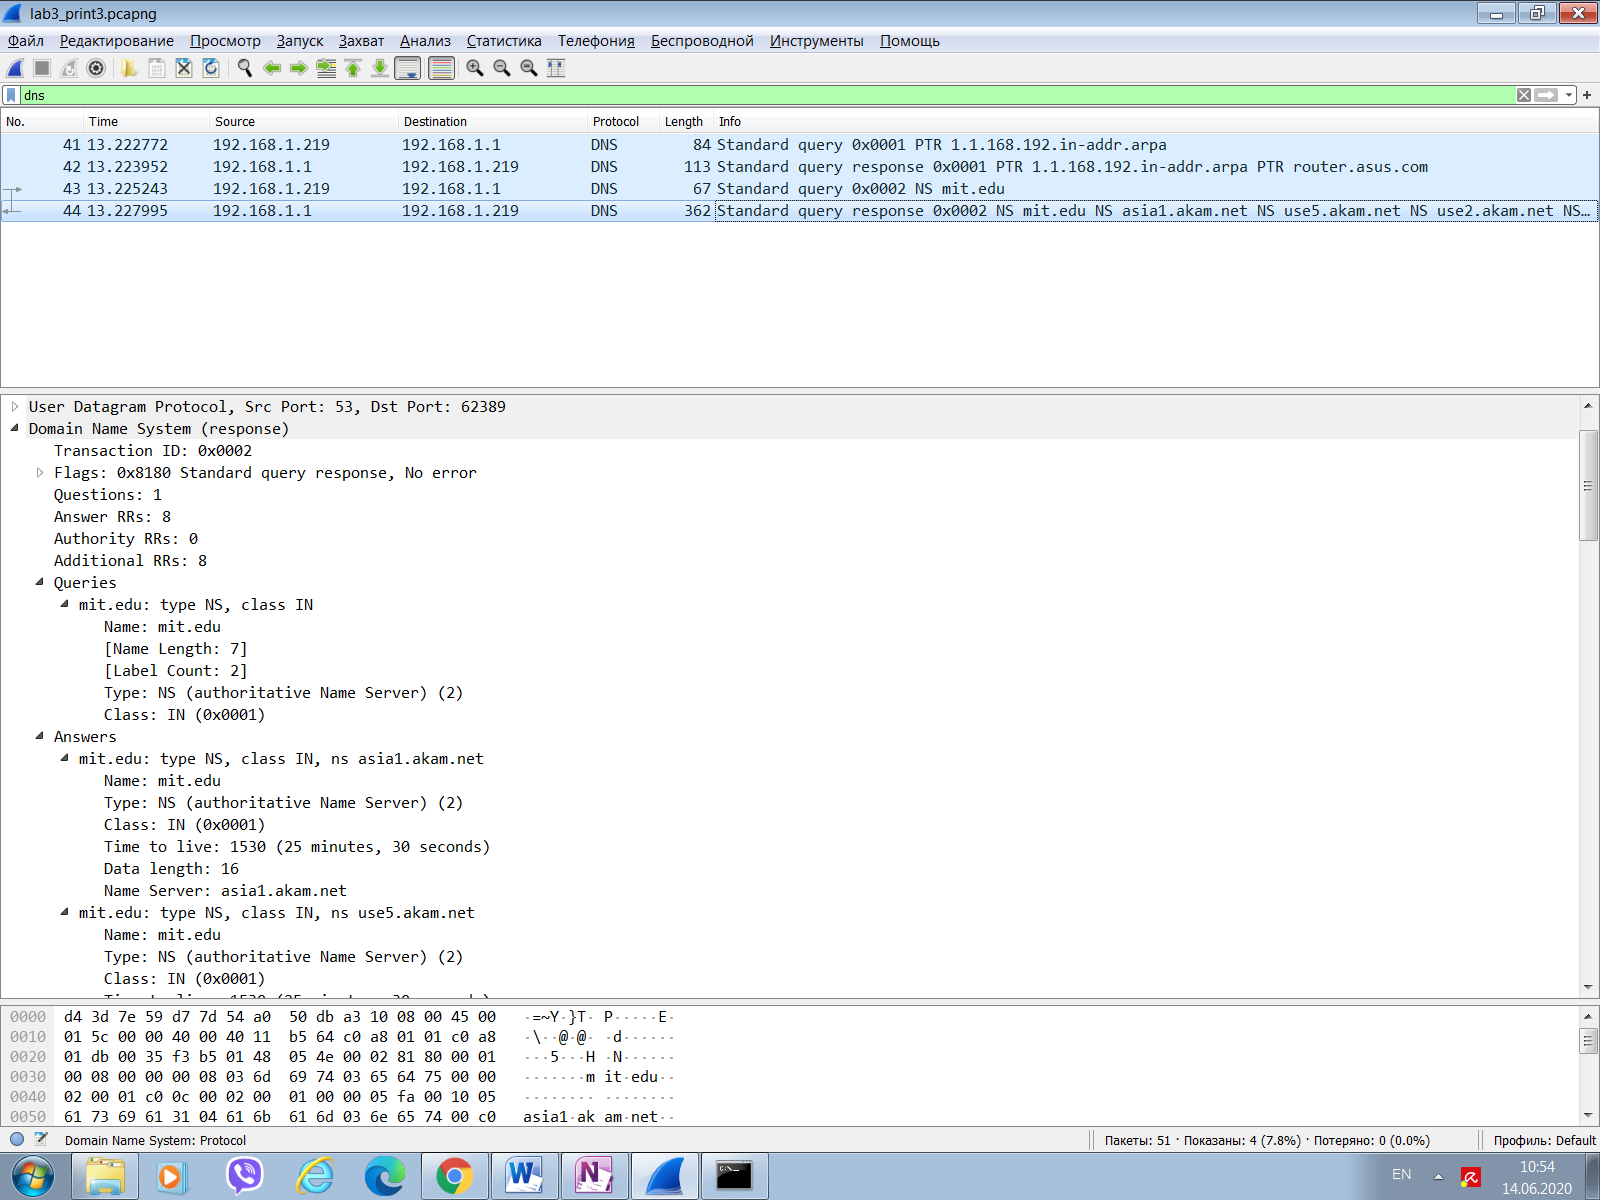 lab3_print3.pcapng
Файл Редактирование Просмотр Запуск Захват Анализ Статистика Телефония Беспроводной Инструменты Помощь
dns
No. Time Source Destination Protocol Length Info
41 13.222772 192.168.1.219 192.168.1.1 DNS 84 Standard query 0x0001 PTR 1.1.168.192.in-addr.arpa
42 13.223952 192.168.1.1 192.168.1.219 DNS 113 Standard query response 0x0001 PTR 1.1.168.192.in-addr.arpa PTR router.asus.com
43 13.225243 192.168.1.219 192.168.1.1 DNS 67 Standard query 0x0002 NS mit.edu
44 13.227995 192.168.1.1 192.168.1.219 DNS 362 Standard query response 0x0002 NS mit.edu NS asia1.akam.net NS use5.akam.net NS use2.akam.net NS…
User Datagram Protocol, Src Port: 53, Dst Port: 62389
Domain Name System (response)
Transaction ID: 0x0002
Flags: 0x8180 Standard query response, No error
Questions: 1
Answer RRs: 8
Authority RRs: 0
Additional RRs: 8
Queries
mit.edu: type NS, class IN
Name: mit.edu
[Name Length: 7]
[Label Count: 2]
Type: NS (authoritative Name Server) (2)
Class: IN (0x0001)
Answers
mit.edu: type NS, class IN, ns asia1.akam.net
Name: mit.edu
Type: NS (authoritative Name Server) (2)
Class: IN (0x0001)
Time to live: 1530 (25 minutes, 30 seconds)
Data length: 16
Name Server: asia1.akam.net
mit.edu: type NS, class IN, ns use5.akam.net
Name: mit.edu
Type: NS (authoritative Name Server) (2)
Class: IN (0x0001)
Time to live: 1530 (25 minutes, 30 seconds)
0000 d4 3d 7e 59 d7 7d 54 a0 50 db a3 10 08 00 45 00 ·=~Y·}T· P·····E·
0010 01 5c 00 00 40 00 40 11 b5 64 c0 a8 01 01 c0 a8 ·\··@·@· ·d······
0020 01 db 00 35 f3 b5 01 48 05 4e 00 02 81 80 00 01 ···5···H ·N······
0030 00 08 00 00 00 08 03 6d 69 74 03 65 64 75 00 00 ·······m it·edu··
0040 02 00 01 c0 0c 00 02 00 01 00 00 05 fa 00 10 05 ········ ········
0050 61 73 69 61 31 04 61 6b 61 6d 03 6e 65 74 00 c0 asia1·ak am·net··
Domain Name System: Protocol Пакеты: 51 · Показаны: 4 (7.8%) · Потеряно: 0 (0.0%) Профиль: Default
EN 10:54
14.06.2020